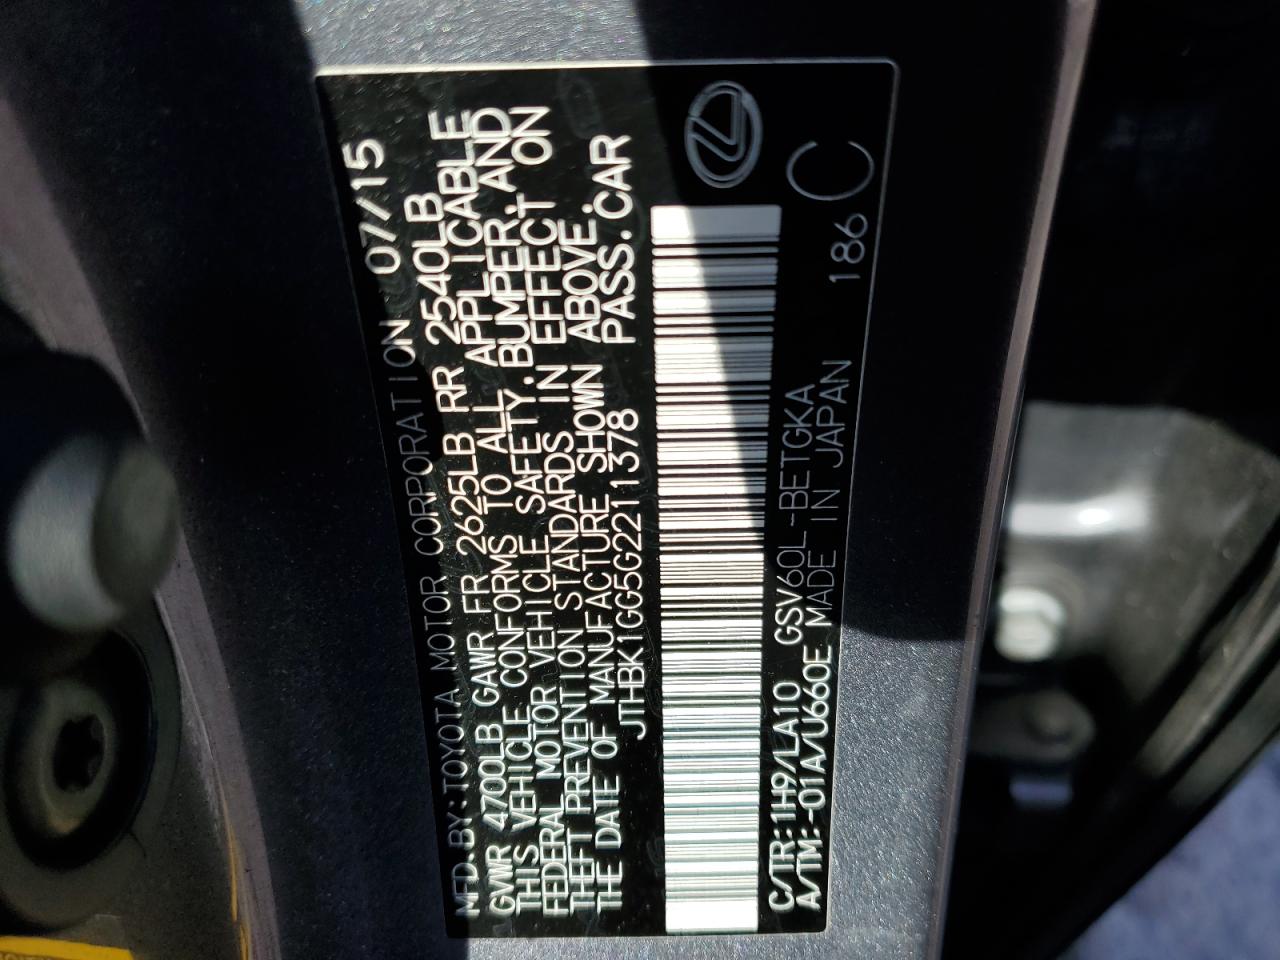 MFD.BY:TOYOTA MOTOR CORPORATION 07/15
GVWR 4700LB GAWR FR 2625LB RR 2540LB
THIS VEHICLE CONFORMS TO ALL APPLICABLE
FEDERAL MOTOR VEHICLE SAFETY, BUMPER, AND
THEFT PREVENTION STANDARDS IN EFFECT ON
THE DATE OF MANUFACTURE SHOWN ABOVE.
JTHBK1GG5G2211378 PASS.CAR
C/TR:1H9/LA10 GSV60L-BETGKA 186
A/TM:-01A/U660E MADE IN JAPAN
C